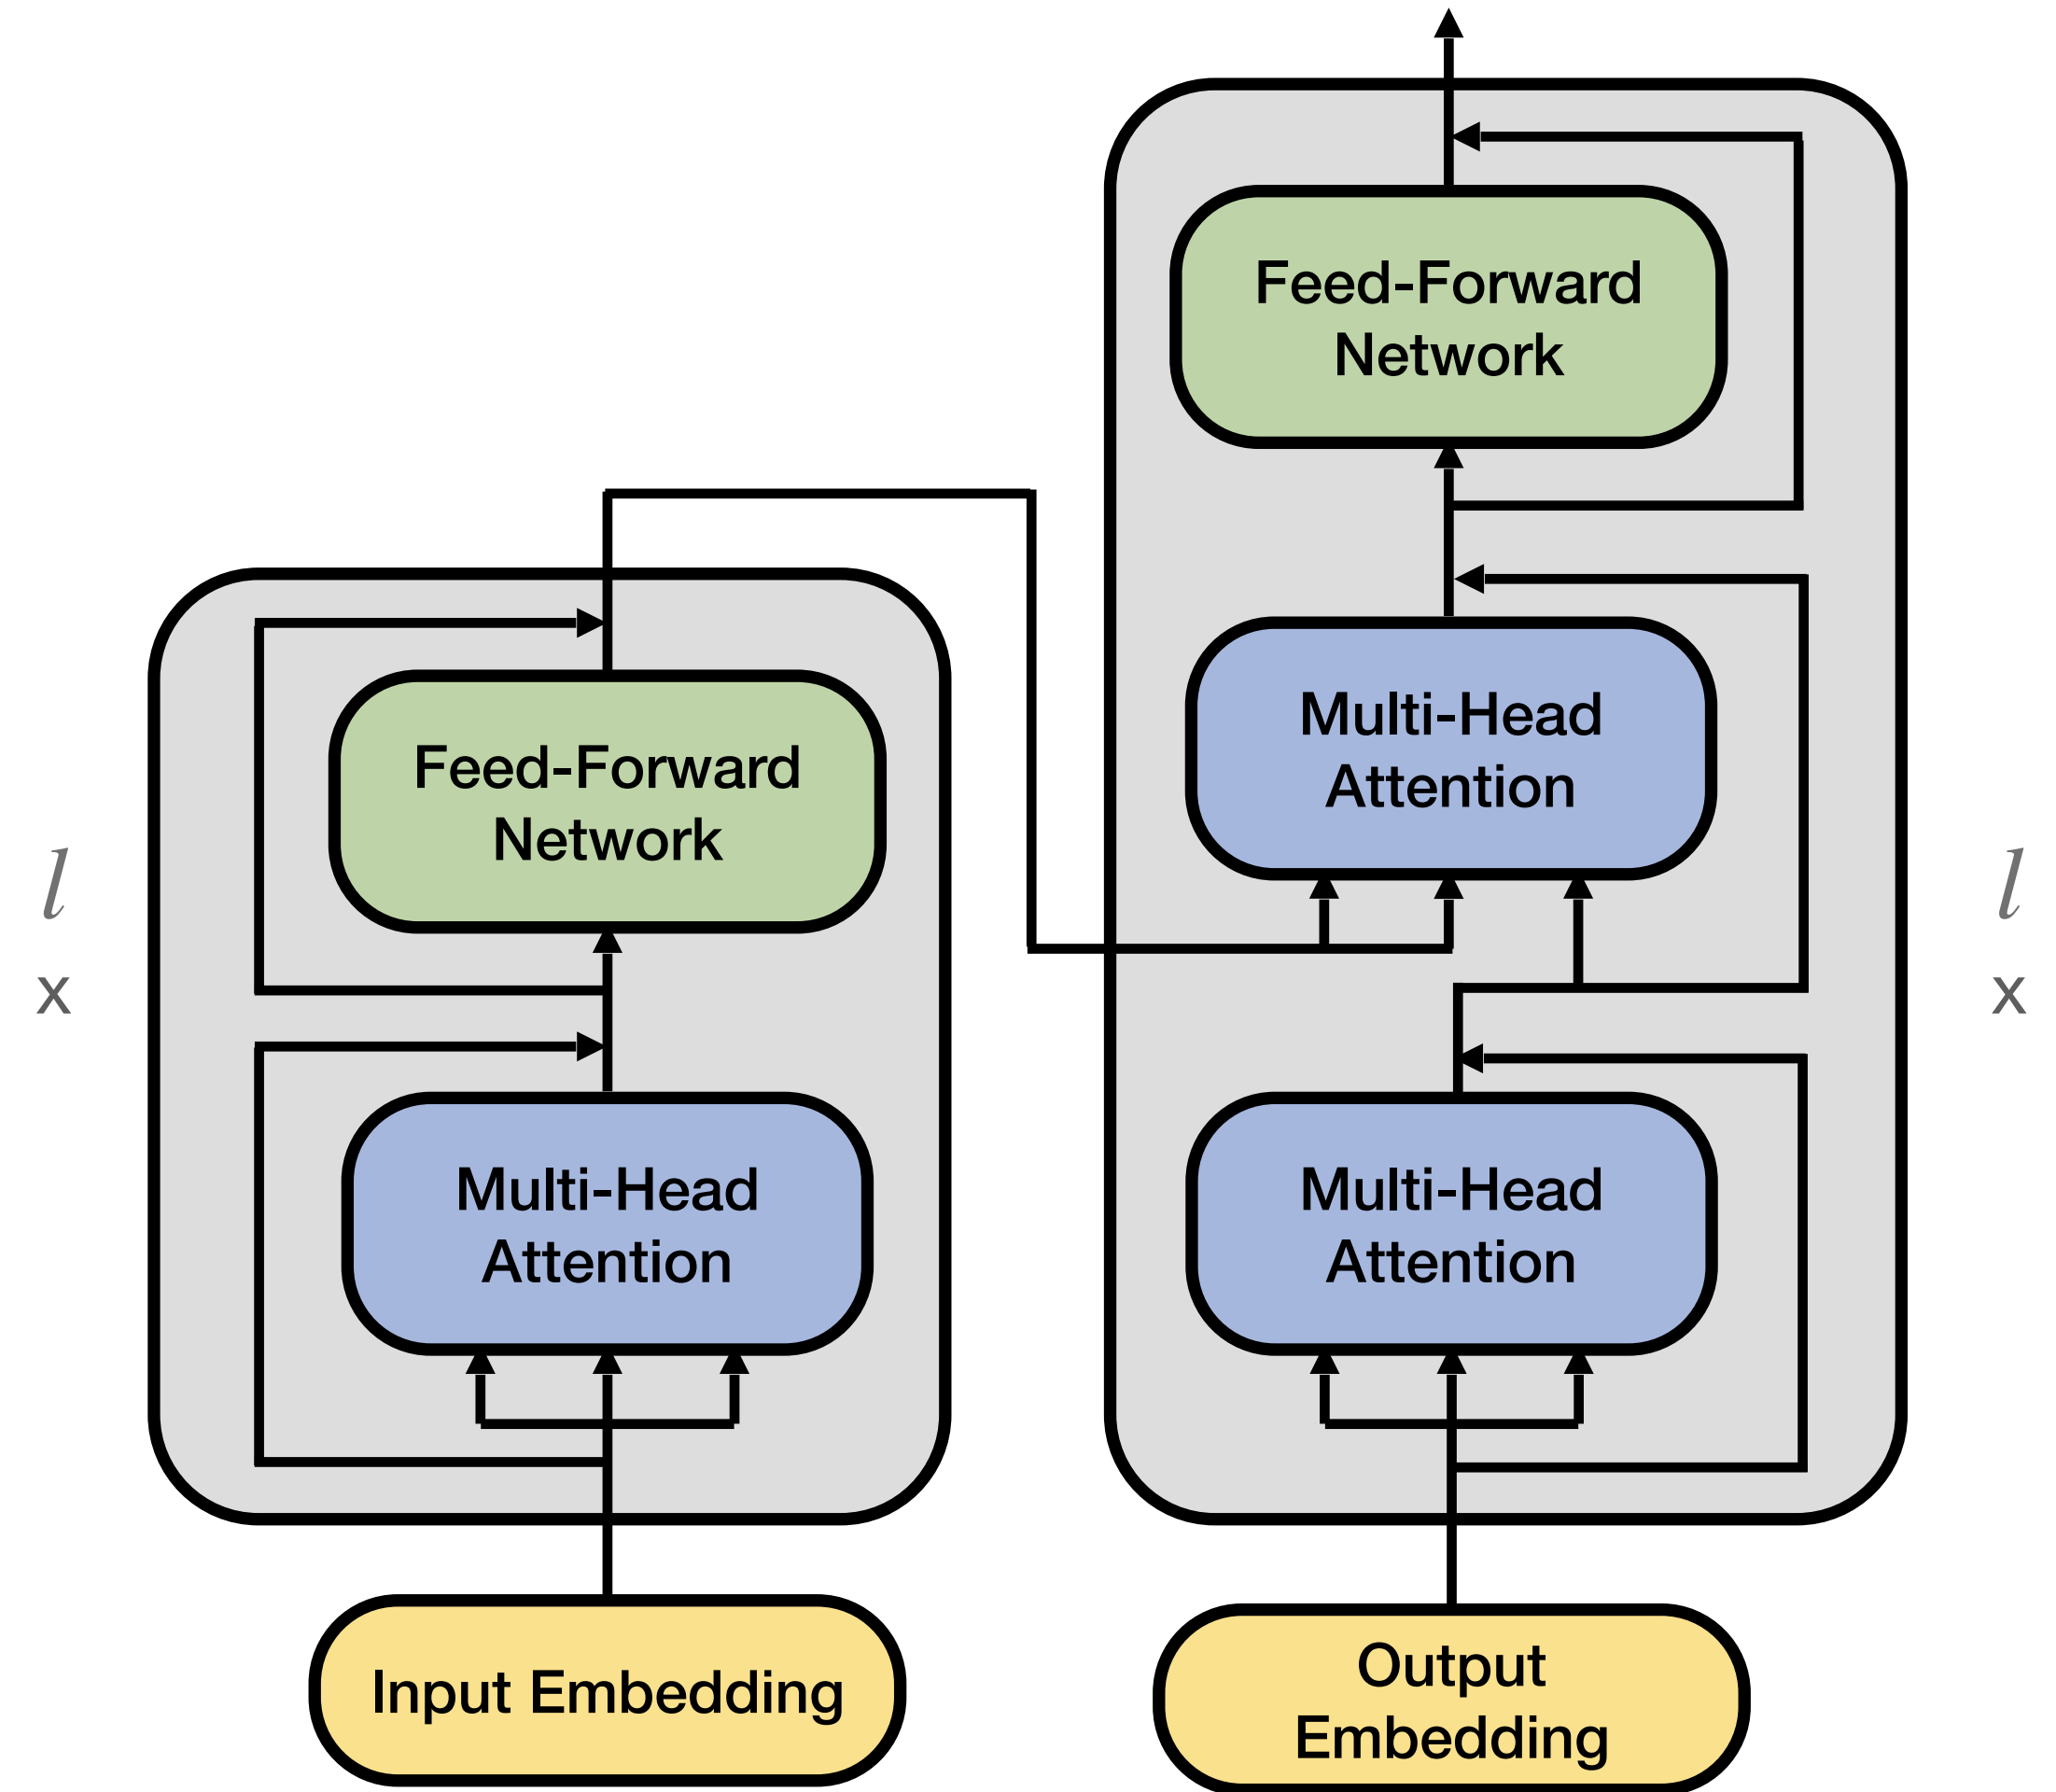 Feed-Forward
Network
Multi-Head
Attention
Input Embedding
l
x
Feed-Forward
Network
Multi-Head
Attention
Multi-Head
Attention
Output
Embedding
l
x